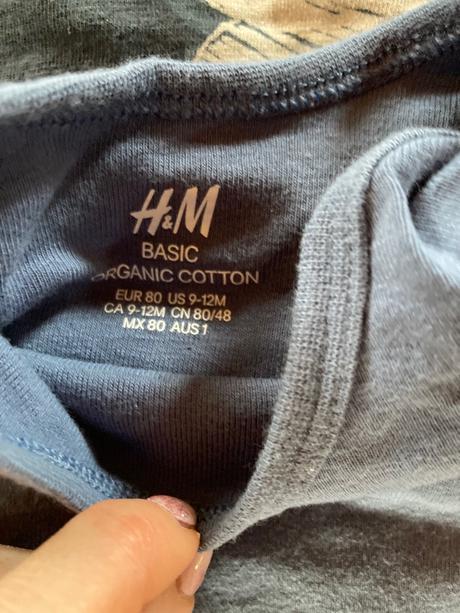 H&M
BASIC
ORGANIC COTTON
EUR 80 US 9-12M
CA 9-12M CN 80/48
MX 80 AUS 1